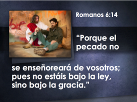 Romanos 6:14
“Porque el
pecado no
se enseñoreará de vosotros;
pues no estáis bajo la ley,
sino bajo la gracia.”